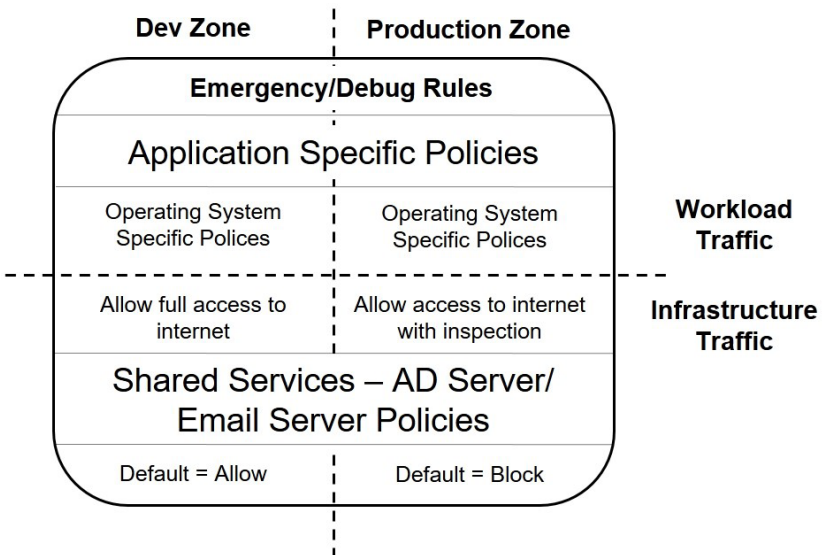 Dev Zone
Production Zone
Emergency/Debug Rules
Application Specific Policies
Operating System
Specific Polices
Operating System
Specific Polices
Workload
Traffic
Allow full access to
internet
Allow access to internet
with inspection
Infrastructure
Traffic
Shared Services – AD Server/
Email Server Policies
Default = Allow
Default = Block